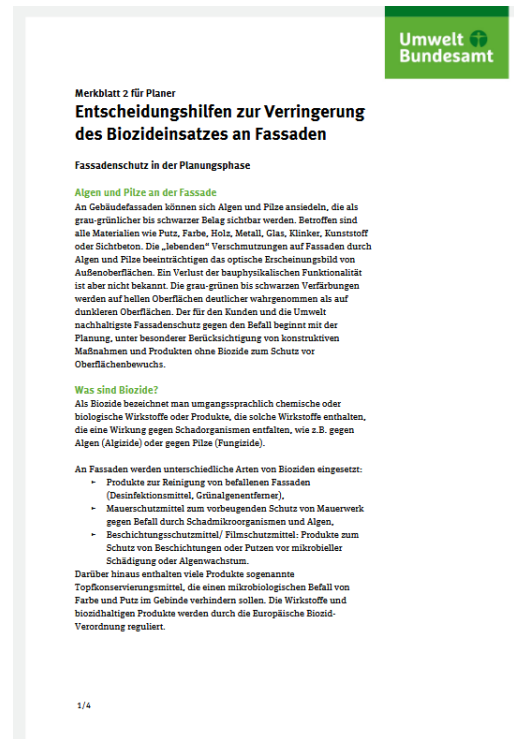 Umwelt
Bundesamt
Merkblatt 2 für Planer
Entscheidungshilfen zur Verringerung
des Biozideinsatzes an Fassaden
Fassadenschutz in der Planungsphase
Algen und Pilze an der Fassade
An Gebäudefassaden können sich Algen und Pilze ansiedeln, die als
grau-grünlicher bis schwarzer Belag sichtbar werden. Betroffen sind
alle Materialien wie Putz, Farbe, Holz, Metall, Glas, Klinker, Kunststoff
oder Sichtbeton. Die „lebenden“ Verschmutzungen auf Fassaden durch
Algen und Pilze beeinträchtigen das optische Erscheinungsbild von
Außenoberflächen. Ein Verlust der bauphysikalischen Funktionalität
ist aber nicht bekannt. Die grau-grünen bis schwarzen Verfärbungen
werden auf hellen Oberflächen deutlicher wahrgenommen als auf
dunkleren Oberflächen. Der für den Kunden und die Umwelt
nachhaltigste Fassadenschutz gegen den Befall beginnt mit der
Planung, unter besonderer Berücksichtigung von konstruktiven
Maßnahmen und Produkten ohne Biozide zum Schutz vor
Oberflächenbewuchs.
Was sind Biozide?
Als Biozide bezeichnet man umgangssprachlich chemische oder
biologische Wirkstoffe oder Produkte, die solche Wirkstoffe enthalten,
die eine Wirkung gegen Schadorganismen entfalten, wie z.B. gegen
Algen (Algizide) oder gegen Pilze (Fungizide).
An Fassaden werden unterschiedliche Arten von Bioziden eingesetzt:
► Produkte zur Reinigung von befallenen Fassaden
(Desinfektionsmittel, Grünalgenentferner),
► Mauerschutzmittel zum vorbeugenden Schutz von Mauerwerk
gegen Befall durch Schadmikroorganismen und Algen,
► Beschichtungsschutzmittel/ Filmschutzmittel: Produkte zum
Schutz von Beschichtungen oder Putzen vor mikrobieller
Schädigung oder Algenwachstum.
Darüber hinaus enthalten viele Produkte sogenannte
Topfkonservierungsmittel, die einen mikrobiologischen Befall von
Farbe und Putz im Gebinde verhindern sollen. Die Wirkstoffe und
biozidhaltigen Produkte werden durch die Europäische Biozid-
Verordnung reguliert.
1/4